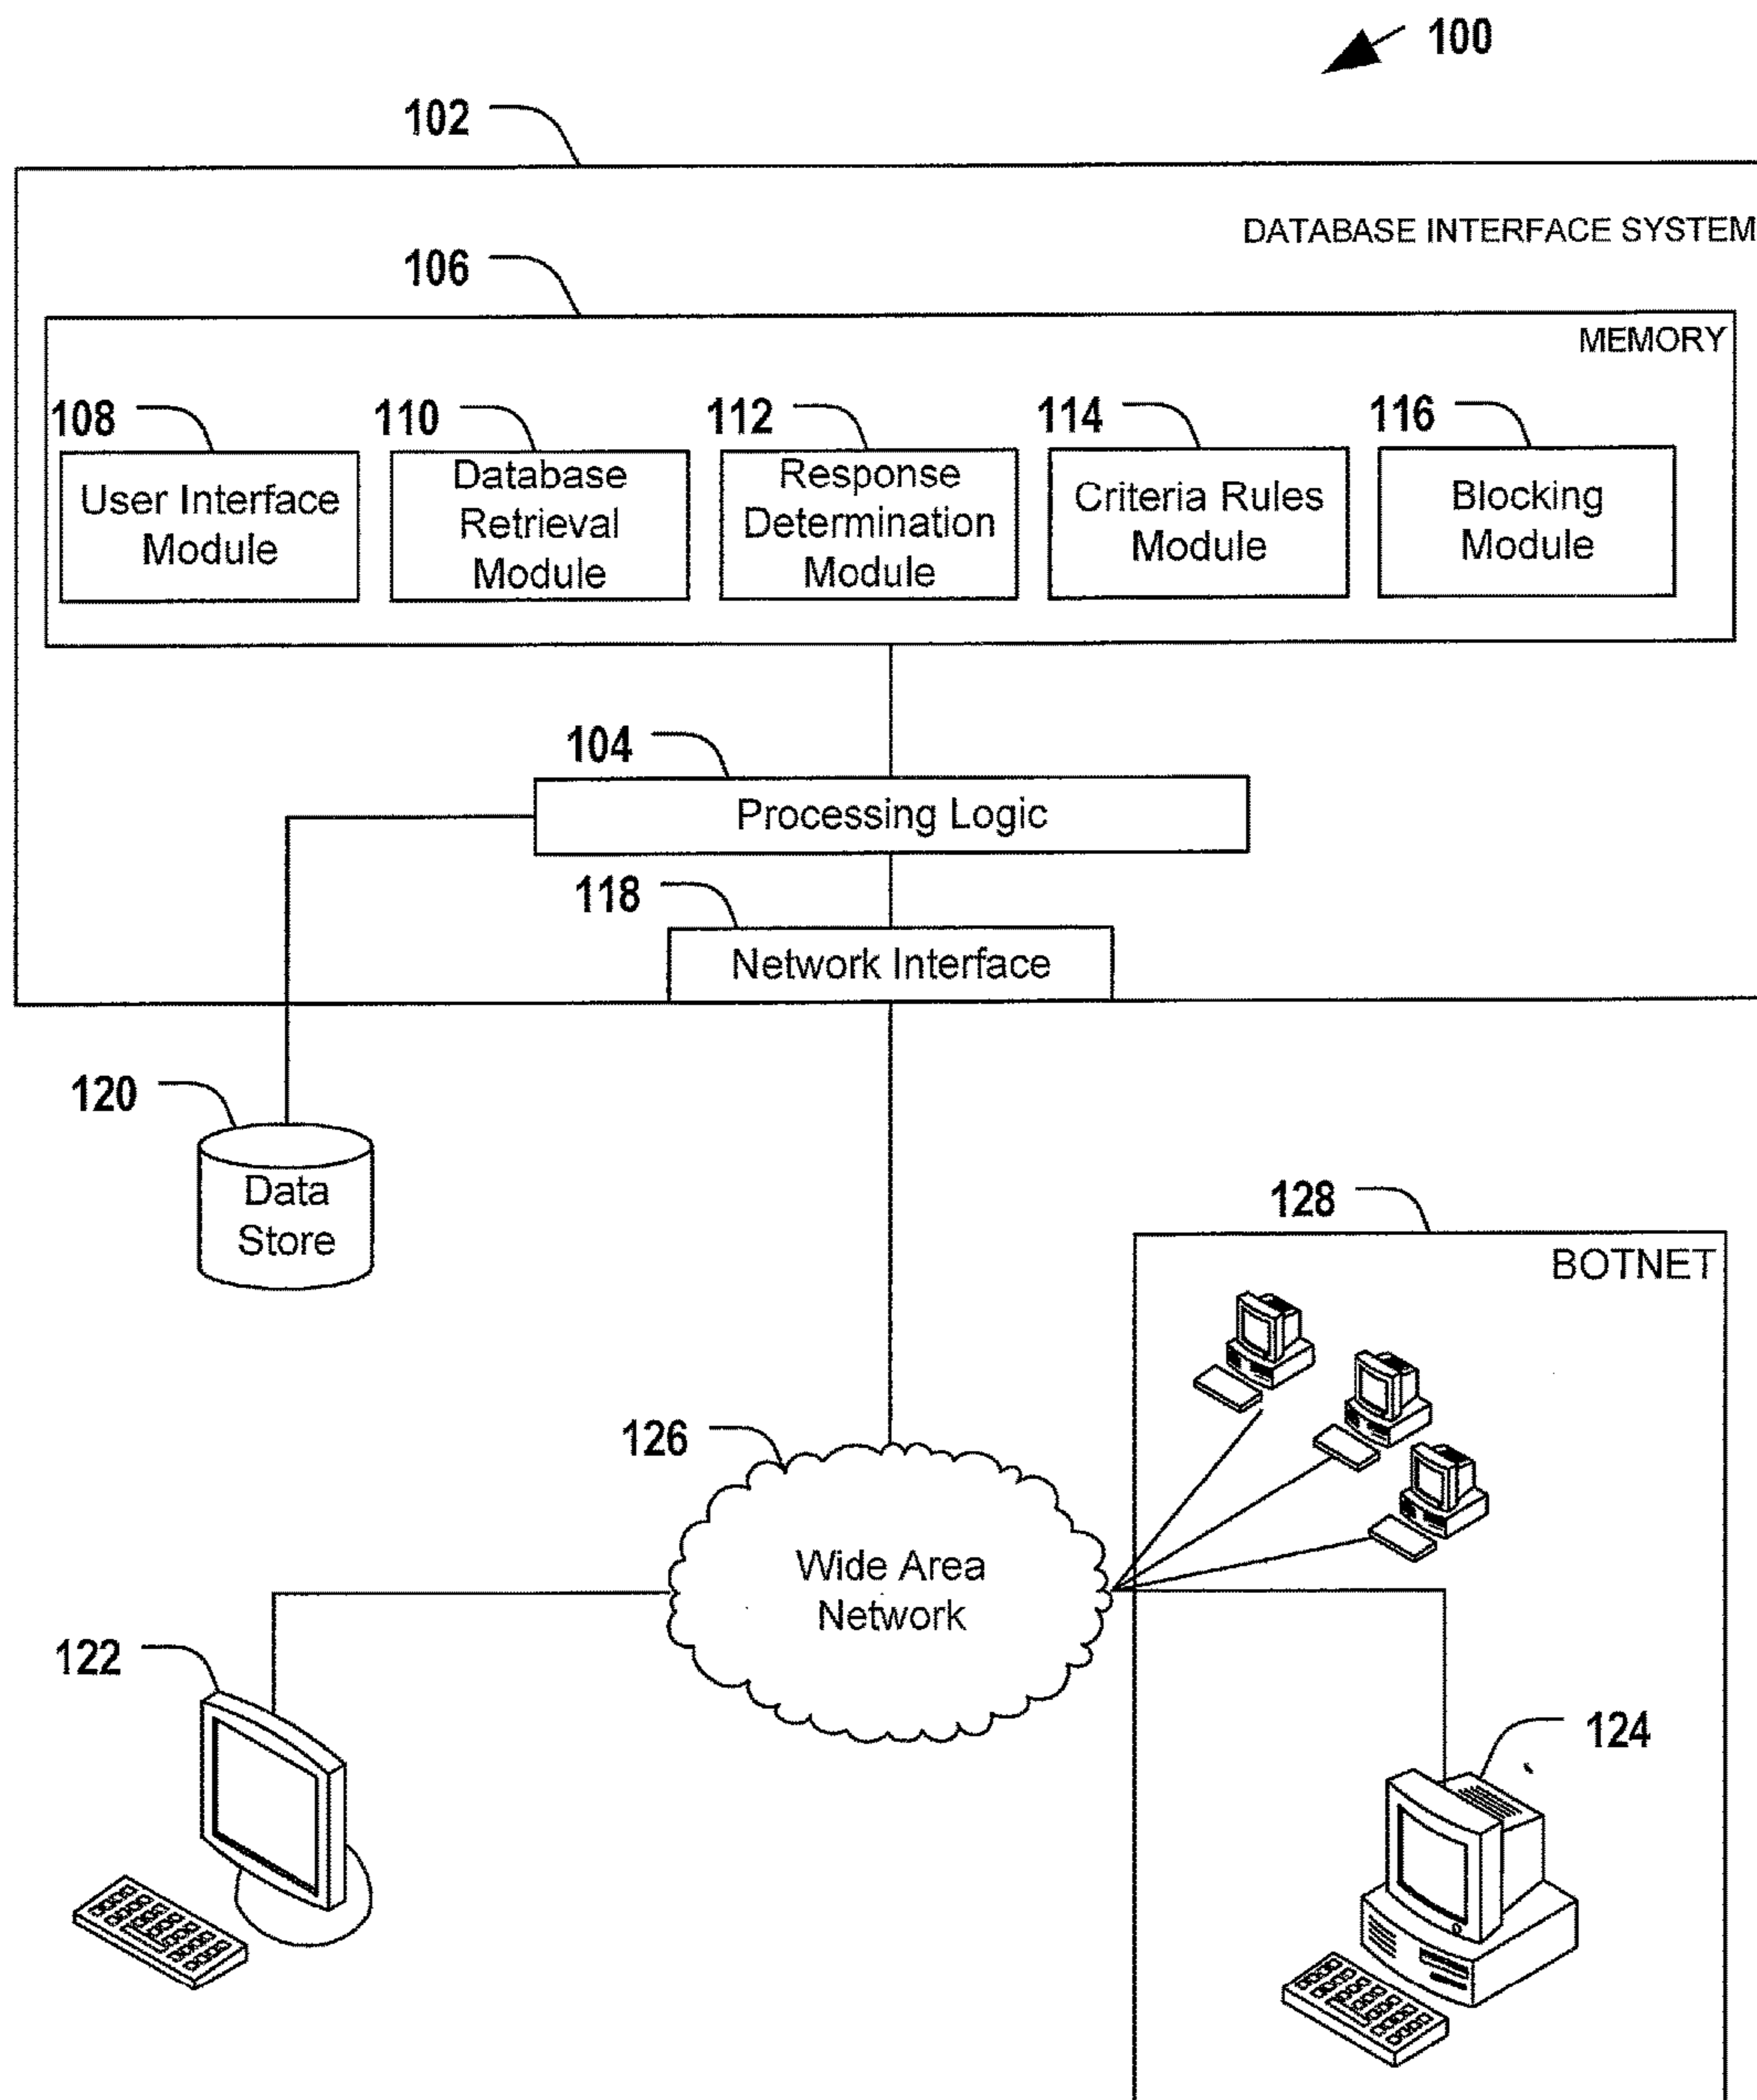 100
102
DATABASE INTERFACE SYSTEM
106
MEMORY
108
110
112
114
116
User Interface
Module
Database
Retrieval
Module
Response
Determination
Module
Criteria Rules
Module
Blocking
Module
104
Processing Logic
118
Network Interface
120
Data
Store
128
BOTNET
126
Wide Area
Network
122
124